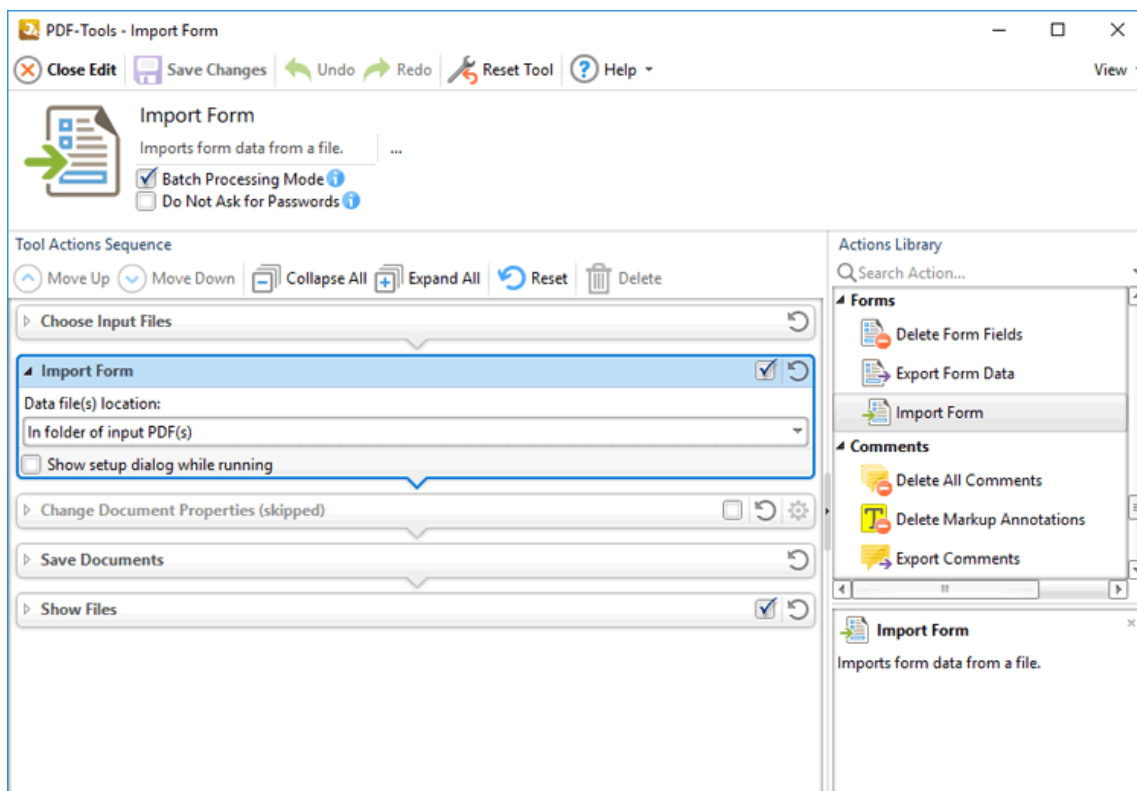 PDF-Tools - Import Form
Close Edit Save Changes Undo Redo Reset Tool Help View
Import Form
Imports form data from a file. ...
Batch Processing Mode
Do Not Ask for Passwords
Tool Actions Sequence
Move Up Move Down Collapse All Expand All Reset Delete
Choose Input Files
Import Form
Data file(s) location:
In folder of input PDF(s)
Show setup dialog while running
Change Document Properties (skipped)
Save Documents
Show Files
Actions Library
Search Action...
Forms
Delete Form Fields
Export Form Data
Import Form
Comments
Delete All Comments
Delete Markup Annotations
Export Comments
Import Form
Imports form data from a file.